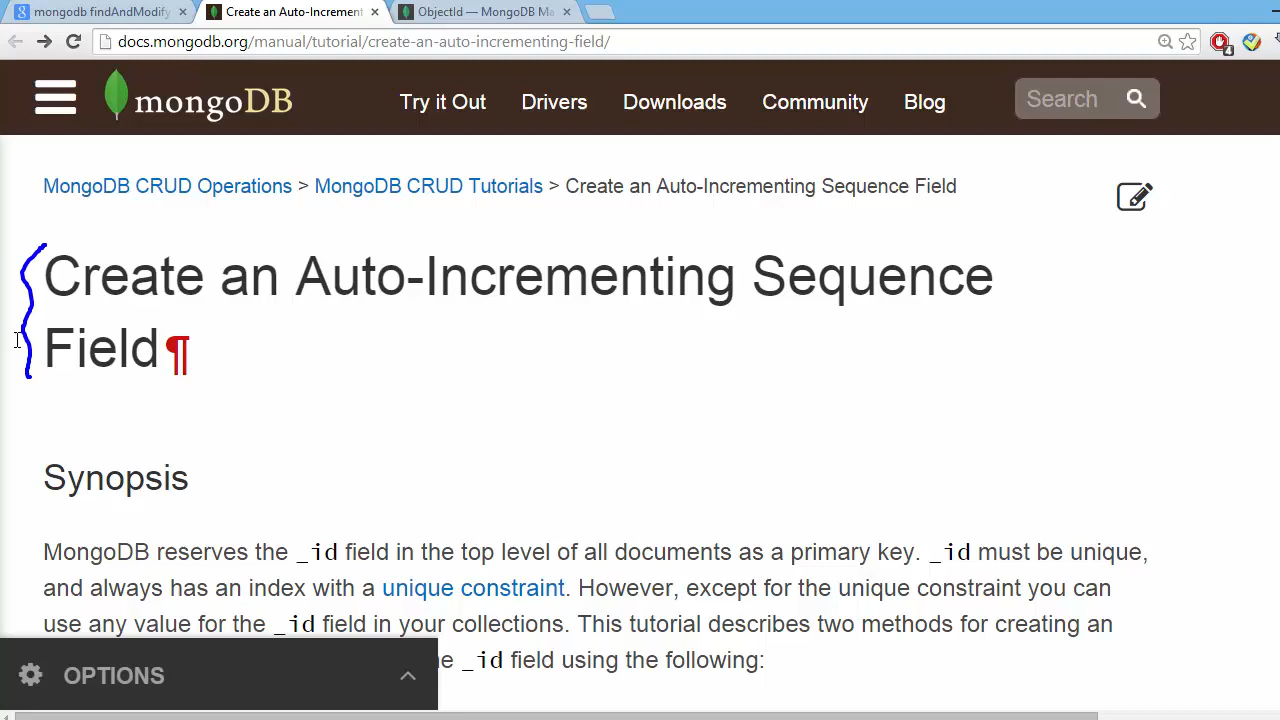 mongodb findAndModify
Create an Auto-Increment
ObjectId — MongoDB Ma
docs.mongodb.org/manual/tutorial/create-an-auto-incrementing-field/
4
mongoDB
Try it Out
Drivers
Downloads
Community
Blog
Search
MongoDB CRUD Operations > MongoDB CRUD Tutorials > Create an Auto-Incrementing Sequence Field
Create an Auto-Incrementing Sequence
Field¶
Synopsis
MongoDB reserves the _id field in the top level of all documents as a primary key. _id must be unique,
and always has an index with a unique constraint. However, except for the unique constraint you can
use any value for the _id field in your collections. This tutorial describes two methods for creating an
_id field using the following:
OPTIONS